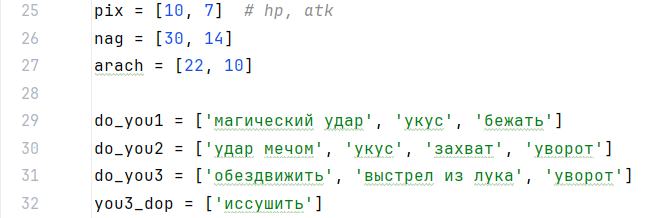 25 pix = [10, 7]  # hp, atk
26 nag = [30, 14]
27 arach = [22, 10]
28
29 do_you1 = ['магический удар', 'укус', 'бежать']
30 do_you2 = ['удар мечом', 'укус', 'захват', 'уворот']
31 do_you3 = ['обездвижить', 'выстрел из лука', 'уворот']
32 you3_dop = ['иссушить']